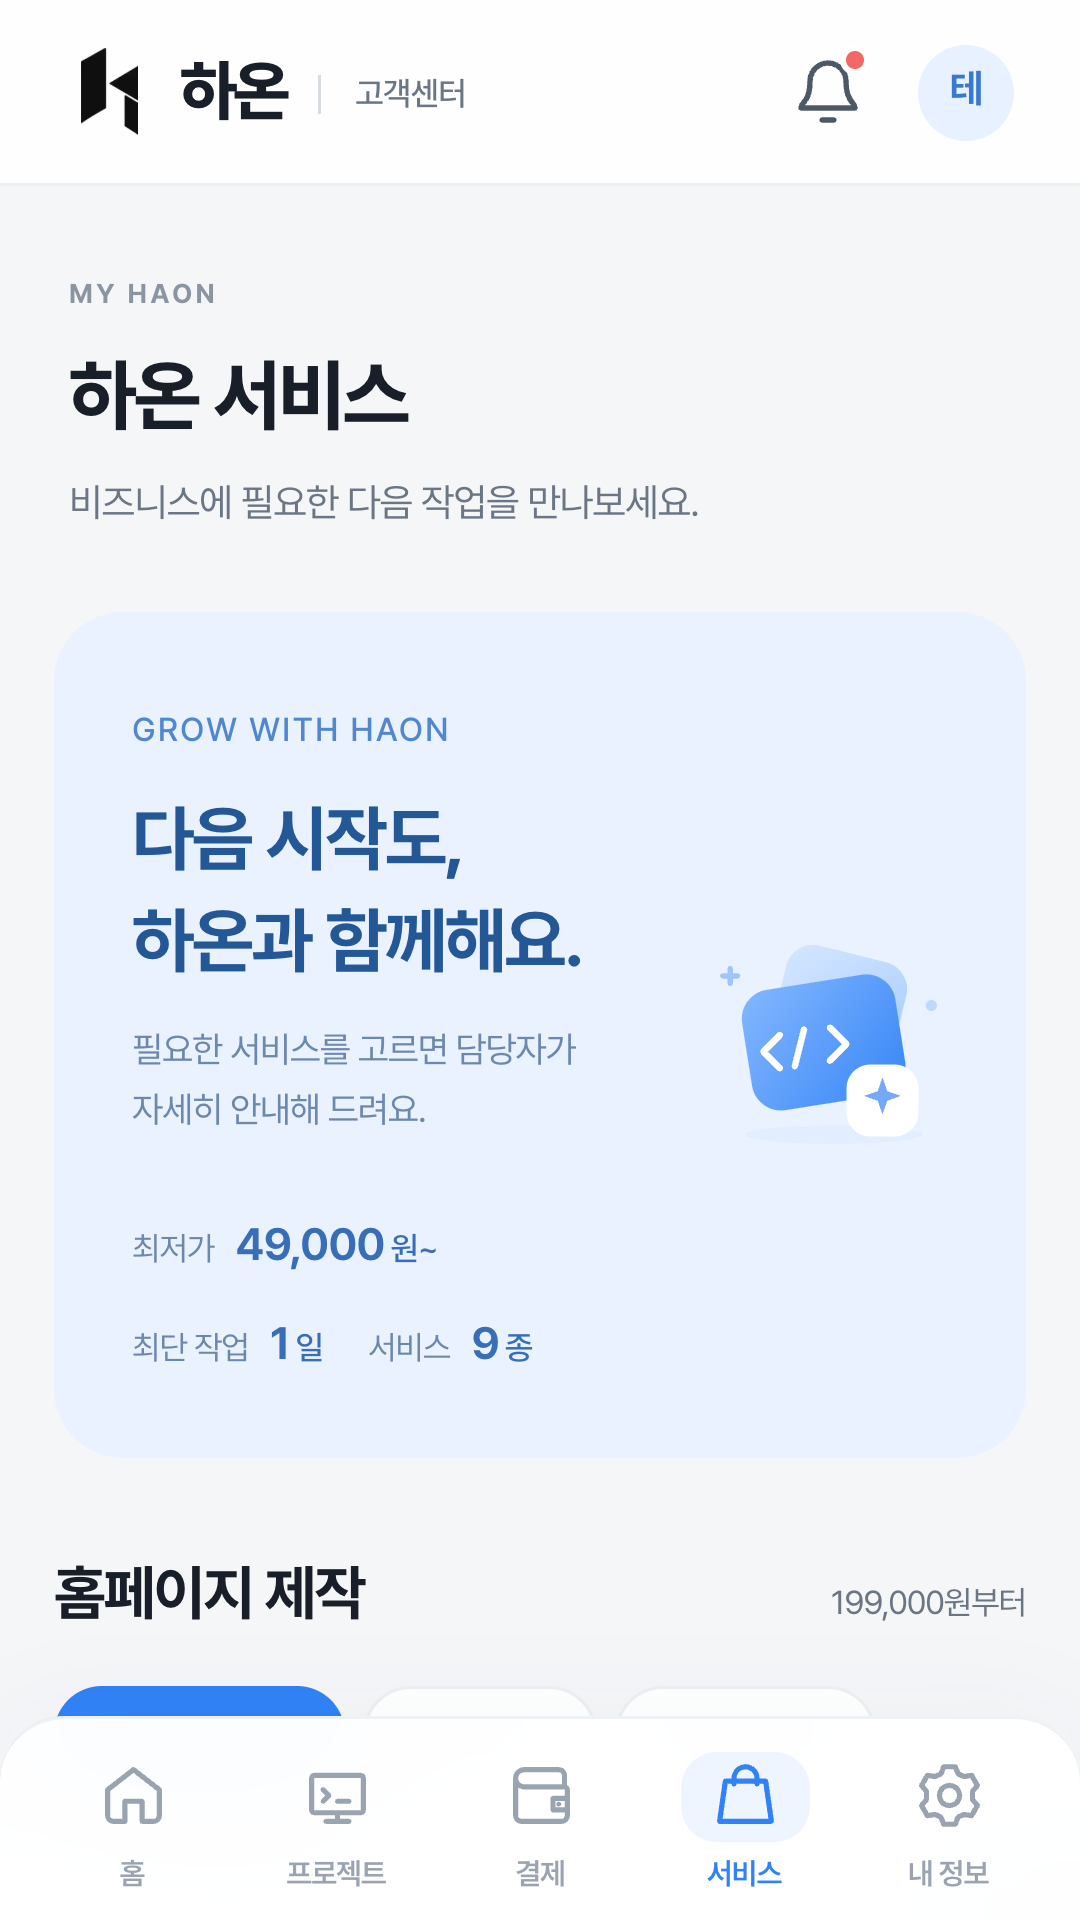 하온 고객센터 테
MY HAON
하온 서비스
비즈니스에 필요한 다음 작업을 만나보세요.
GROW WITH HAON
다음 시작도,
하온과 함께해요.
필요한 서비스를 고르면 담당자가
자세히 안내해 드려요.
최저가 49,000원~
최단 작업 1일 서비스 9종
홈페이지 제작 199,000원부터
홈 프로젝트 결제 서비스 내 정보